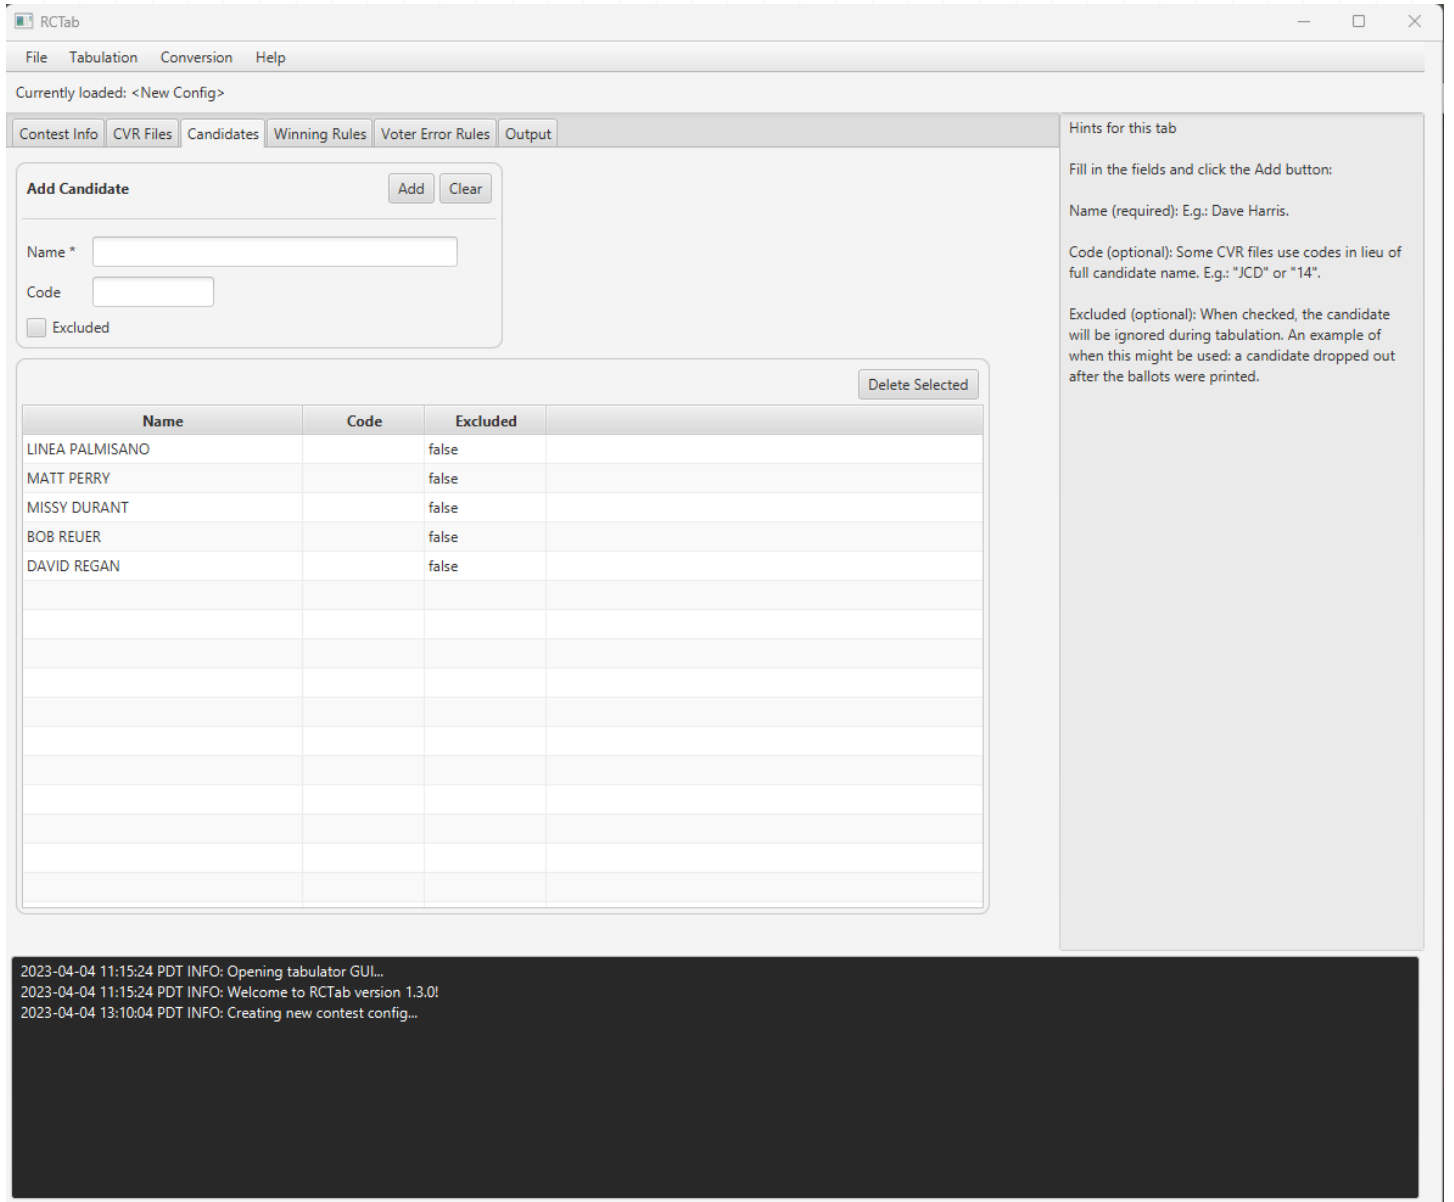 RCTab
File Tabulation Conversion Help
Currently loaded: <New Config>
Contest Info CVR Files Candidates Winning Rules Voter Error Rules Output
Add Candidate Add Clear
Name *
Code
Excluded
Delete Selected
Name Code Excluded
LINEA PALMISANO false
MATT PERRY false
MISSY DURANT false
BOB REUER false
DAVID REGAN false
Hints for this tab
Fill in the fields and click the Add button:
Name (required): E.g.: Dave Harris.
Code (optional): Some CVR files use codes in lieu of
full candidate name. E.g.: "JCD" or "14".
Excluded (optional): When checked, the candidate
will be ignored during tabulation. An example of
when this might be used: a candidate dropped out
after the ballots were printed.
2023-04-04 11:15:24 PDT INFO: Opening tabulator GUI...
2023-04-04 11:15:24 PDT INFO: Welcome to RCTab version 1.3.0!
2023-04-04 13:10:04 PDT INFO: Creating new contest config...